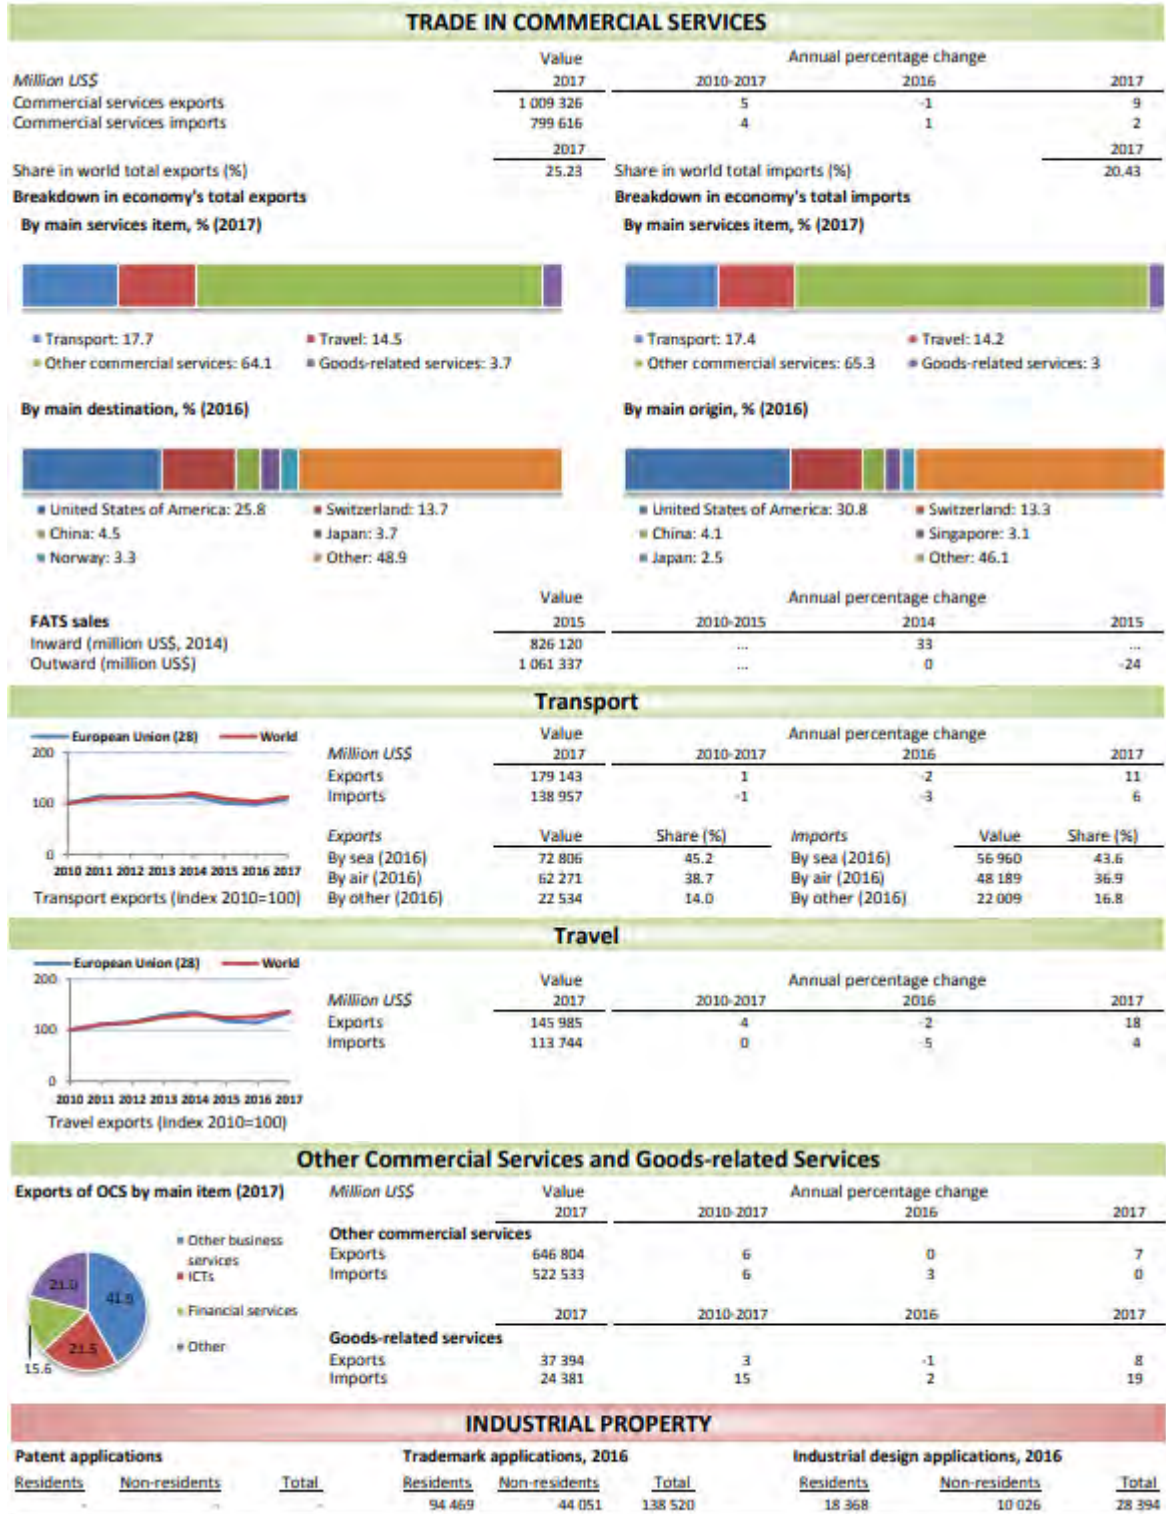 TRADE IN COMMERCIAL SERVICES
Value Annual percentage change
Million US$ 2017 2010-2017 2016 2017
Commercial services exports 1 009 326 5 -1 9
Commercial services imports 799 616 4 1 2
2017 2017
Share in world total exports (%) 25.23 Share in world total imports (%) 20.43
Breakdown in economy's total exports Breakdown in economy's total imports
By main services item, % (2017) By main services item, % (2017)
Transport: 17.7 Travel: 14.5 Transport: 17.4 Travel: 14.2
Other commercial services: 64.1 Goods-related services: 3.7 Other commercial services: 65.3 Goods-related services: 3
By main destination, % (2016) By main origin, % (2016)
United States of America: 25.8 Switzerland: 13.7 United States of America: 30.8 Switzerland: 13.3
China: 4.5 Japan: 3.7 China: 4.1 Singapore: 3.1
Norway: 3.3 Other: 48.9 Japan: 2.5 Other: 46.1
Value Annual percentage change
FATS sales 2015 2010-2015 2014 2015
Inward (million US$, 2014) 826 120 ... 33 ...
Outward (million US$) 1 061 337 ... 0 -24
Transport
European Union (28) World
200
100
0
2010 2011 2012 2013 2014 2015 2016 2017
Transport exports (Index 2010=100)
Value Annual percentage change
Million US$ 2017 2010-2017 2016 2017
Exports 179 143 1 -2 11
Imports 138 957 -1 -3 6
Exports Value Share (%) Imports Value Share (%)
By sea (2016) 72 806 45.2 By sea (2016) 56 960 43.6
By air (2016) 62 271 38.7 By air (2016) 48 189 36.9
By other (2016) 22 534 14.0 By other (2016) 22 009 16.8
Travel
European Union (28) World
200
100
0
2010 2011 2012 2013 2014 2015 2016 2017
Travel exports (Index 2010=100)
Value Annual percentage change
Million US$ 2017 2010-2017 2016 2017
Exports 145 985 4 -2 18
Imports 113 744 0 -5 4
Other Commercial Services and Goods-related Services
Exports of OCS by main item (2017)
Other business
services
ICTs
Financial services
Other
21.5
15.6
Million US$ Value Annual percentage change
2017 2010-2017 2016 2017
Other commercial services
Exports 646 804 6 0 7
Imports 522 533 6 3 0
2017 2010-2017 2016 2017
Goods-related services
Exports 37 394 3 -1 8
Imports 24 381 15 2 19
INDUSTRIAL PROPERTY
Patent applications Trademark applications, 2016 Industrial design applications, 2016
Residents Non-residents Total Residents Non-residents Total Residents Non-residents Total
- - - 94 469 44 051 138 520 18 368 10 026 28 394